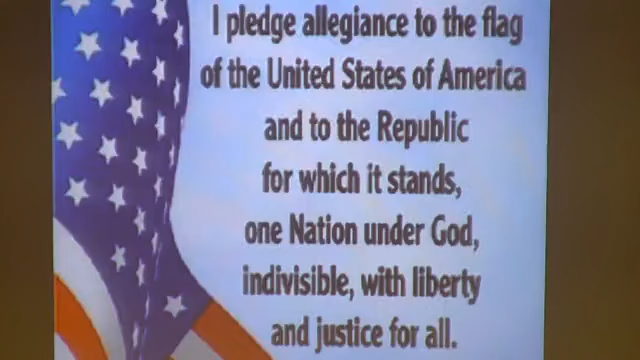 I pledge allegiance to the flag
of the United States of America
and to the Republic
for which it stands,
one Nation under God,
indivisible, with liberty
and justice for all.